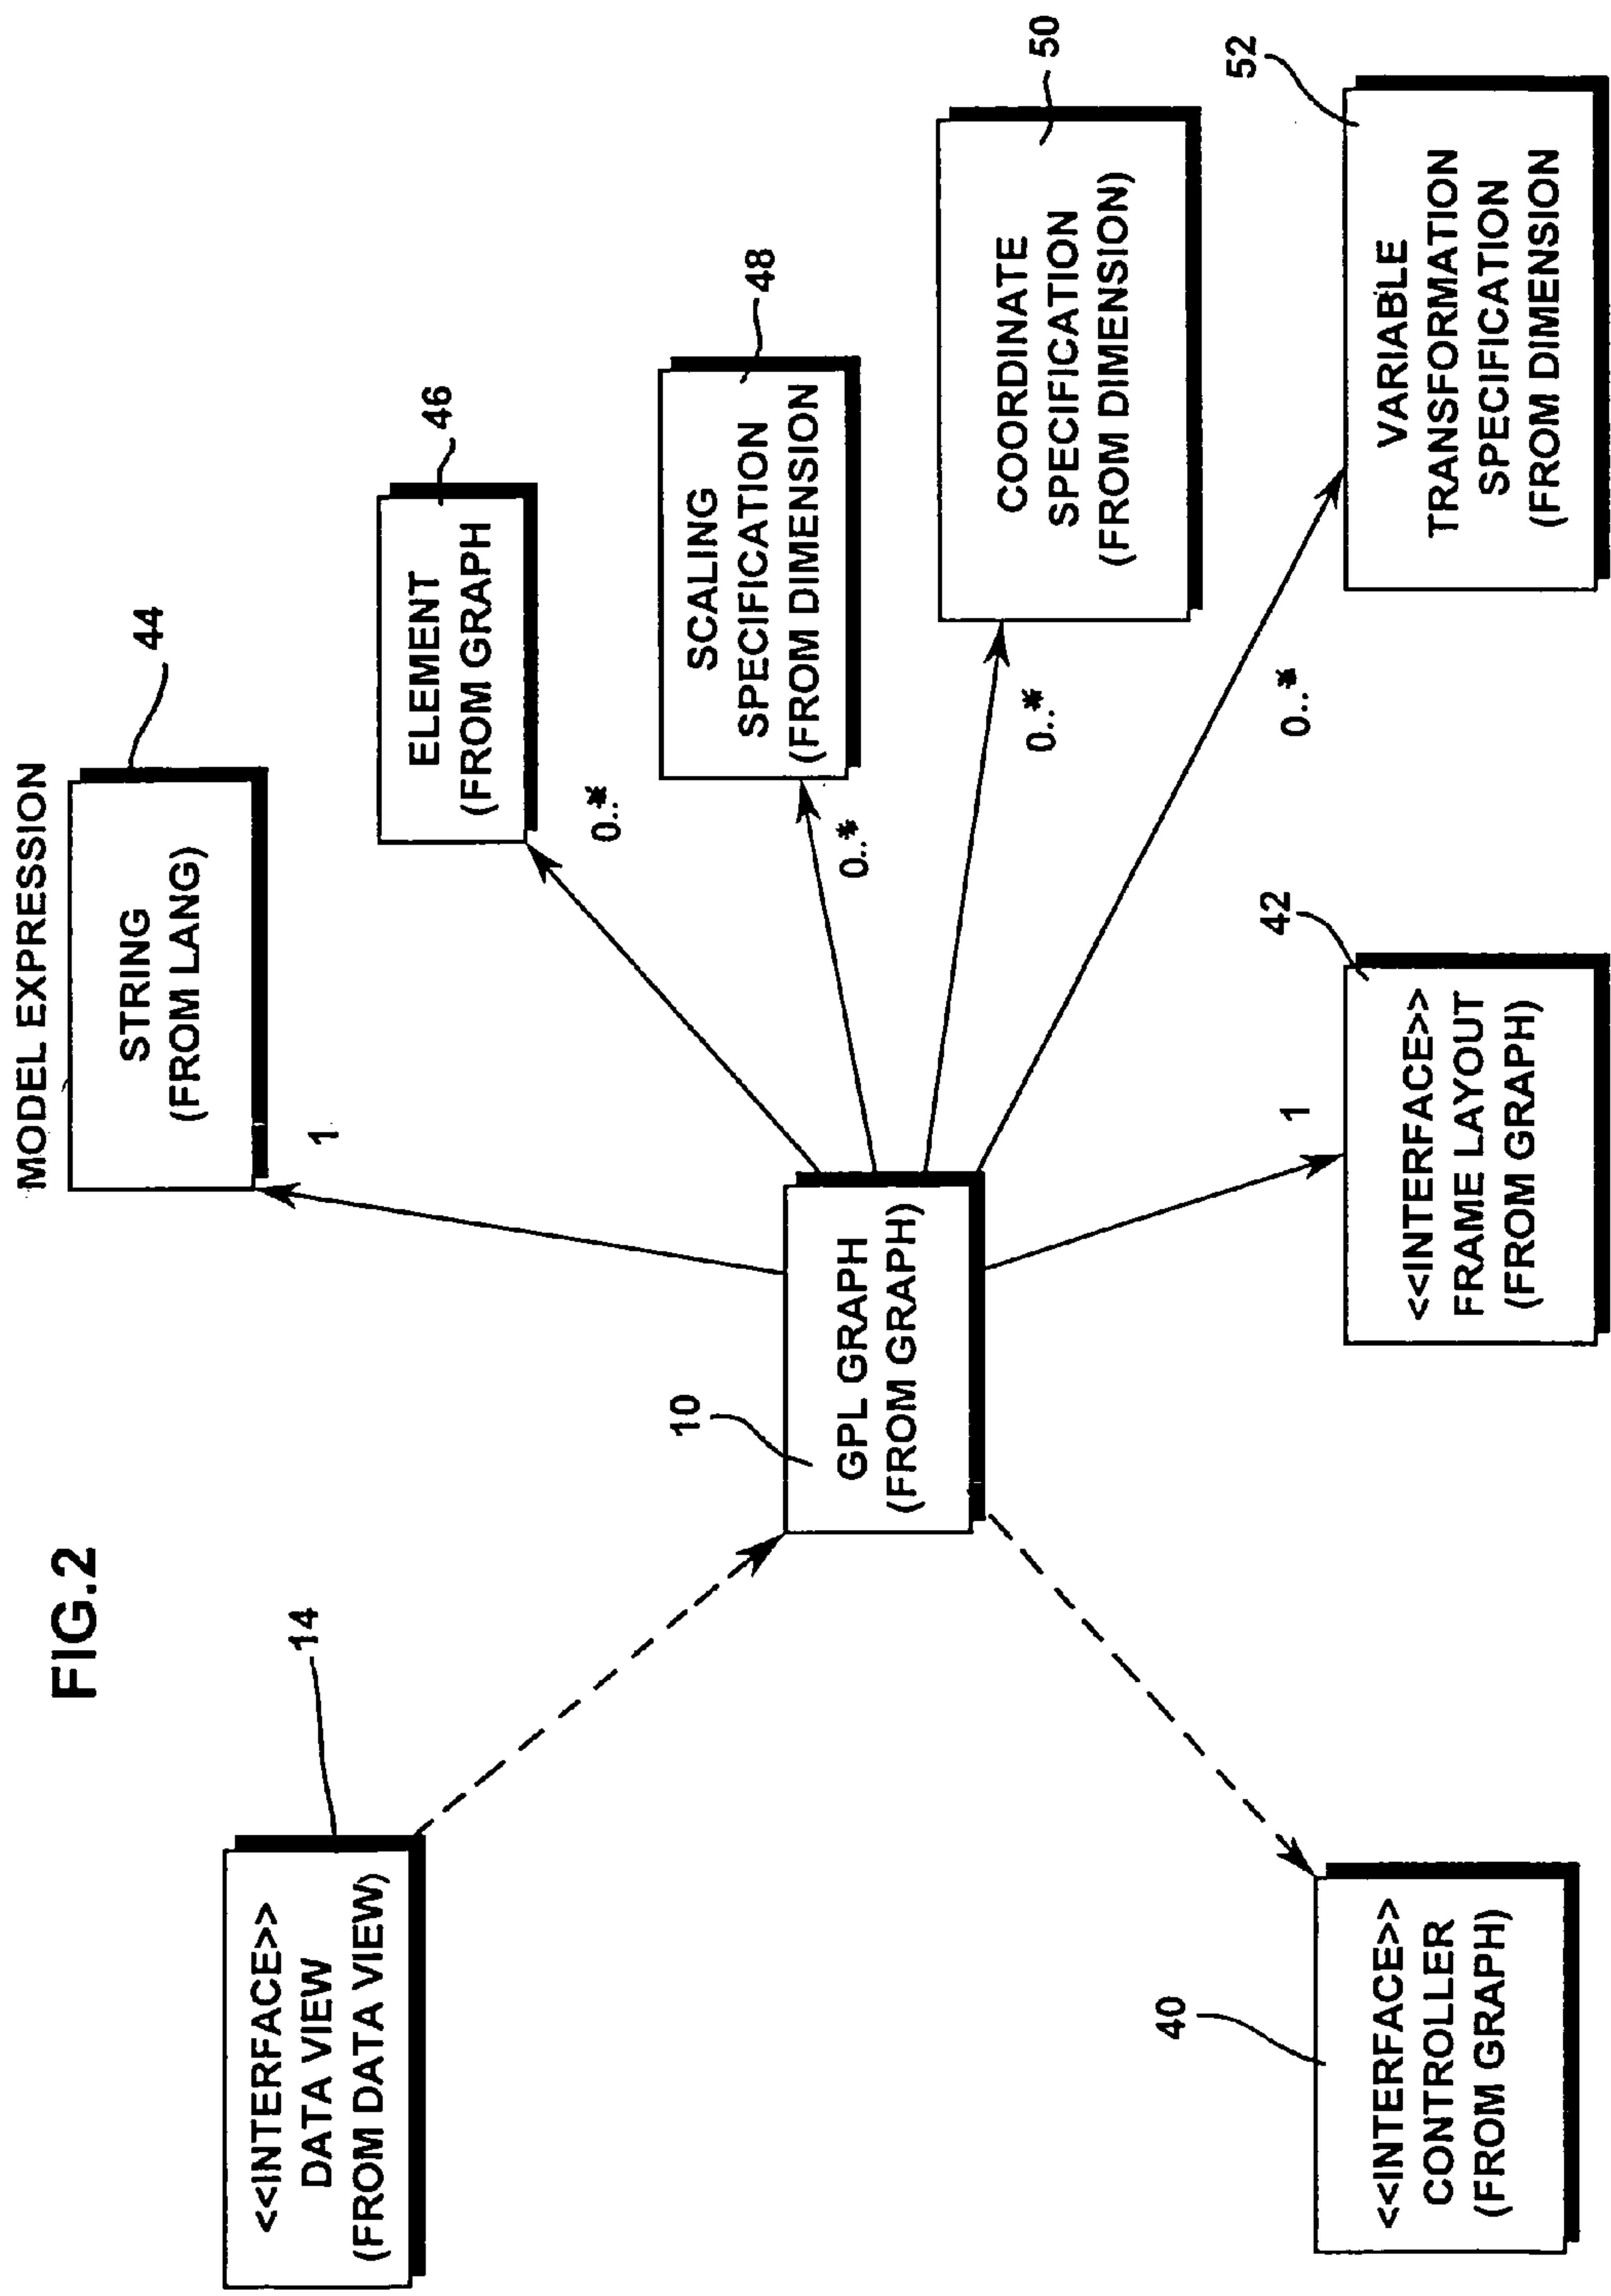 FIG.2
MODEL EXPRESSION
STRING
(FROM LANG)
44
1
<<INTERFACE>>
DATA VIEW
(FROM DATA VIEW)
14
ELEMENT
(FROM GRAPH)
46
0..*
SCALING
SPECIFICATION
(FROM DIMENSION)
48
0..*
GPL GRAPH
(FROM GRAPH)
10
COORDINATE
SPECIFICATION
(FROM DIMENSION)
50
0..*
<<INTERFACE>>
CONTROLLER
(FROM GRAPH)
40
<<INTERFACE>>
FRAME LAYOUT
(FROM GRAPH)
42
1
VARIABLE
TRANSFORMATION
SPECIFICATION
(FROM DIMENSION
52
0..*